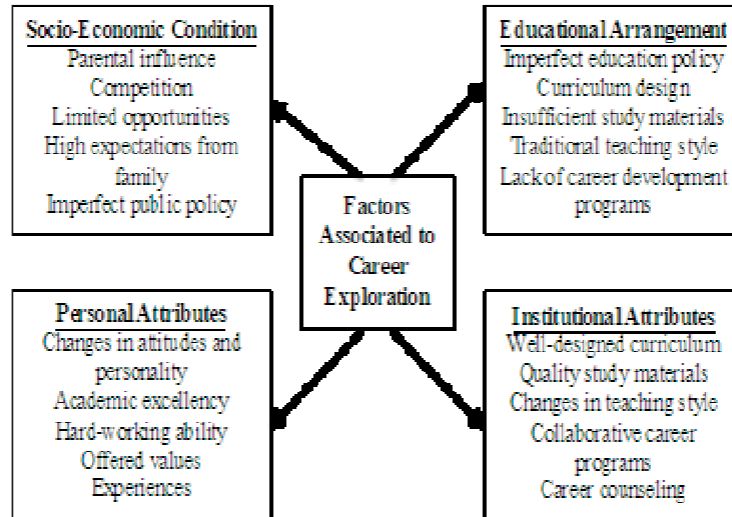 Socio-Economic Condition
Parental influence
Competition
Limited opportunities
High expectations from
family
Imperfect public policy
Educational Arrangement
Imperfect education policy
Curriculum design
Insufficient study materials
Traditional teaching style
Lack of career development
programs
Factors
Associated to
Career
Exploration
Personal Attributes
Changes in attitudes and
personality
Academic excellency
Hard-working ability
Offered values
Experiences
Institutional Attributes
Well-designed curriculum
Quality study materials
Changes in teaching style
Collaborative career
programs
Career counseling